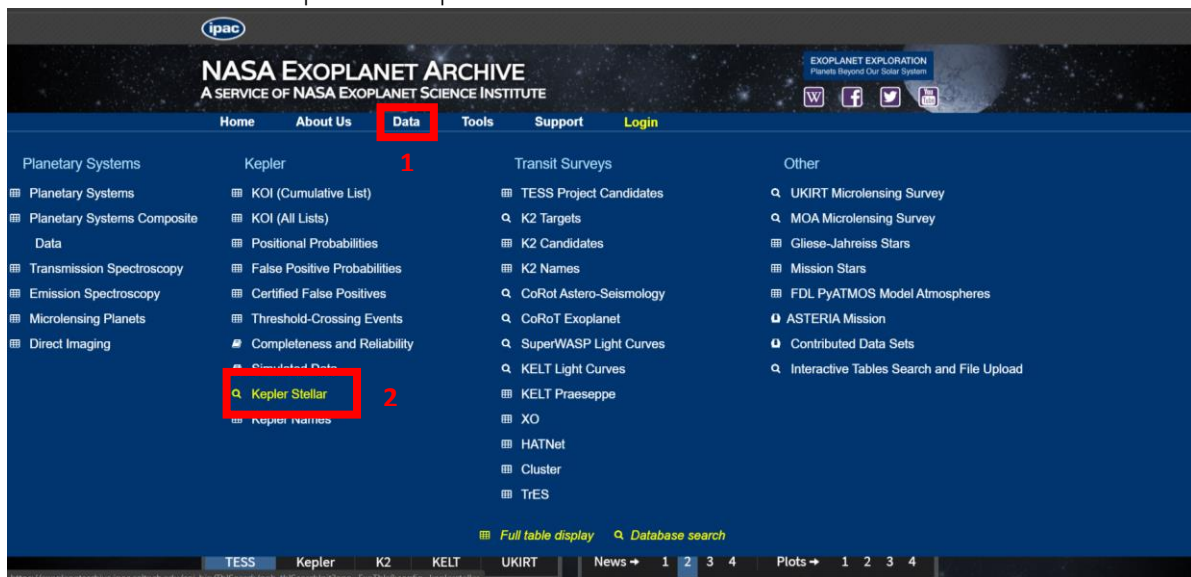 ipac
NASA EXOPLANET ARCHIVE
A SERVICE OF NASA EXOPLANET SCIENCE INSTITUTE
EXOPLANET EXPLORATION
Planets Beyond Our Solar System
W f You Tube
Home About Us Data Tools Support Login
1
Planetary Systems
Planetary Systems
Planetary Systems Composite
Data
Transmission Spectroscopy
Emission Spectroscopy
Microlensing Planets
Direct Imaging
Kepler
KOI (Cumulative List)
KOI (All Lists)
Positional Probabilities
False Positive Probabilities
Certified False Positives
Threshold-Crossing Events
Completeness and Reliability
Simulated Data
Kepler Stellar
2
Kepler Names
Transit Surveys
TESS Project Candidates
K2 Targets
K2 Candidates
K2 Names
CoRot Astero-Seismology
CoRoT Exoplanet
SuperWASP Light Curves
KELT Light Curves
KELT Praeseppe
XO
HATNet
Cluster
TrES
Other
UKIRT Microlensing Survey
MOA Microlensing Survey
Gliese-Jahreiss Stars
Mission Stars
FDL PyATMOS Model Atmospheres
ASTERIA Mission
Contributed Data Sets
Interactive Tables Search and File Upload
Full table display Database search
TESS Kepler K2 KELT UKIRT News→ 1 2 3 4 Plots→ 1 2 3 4